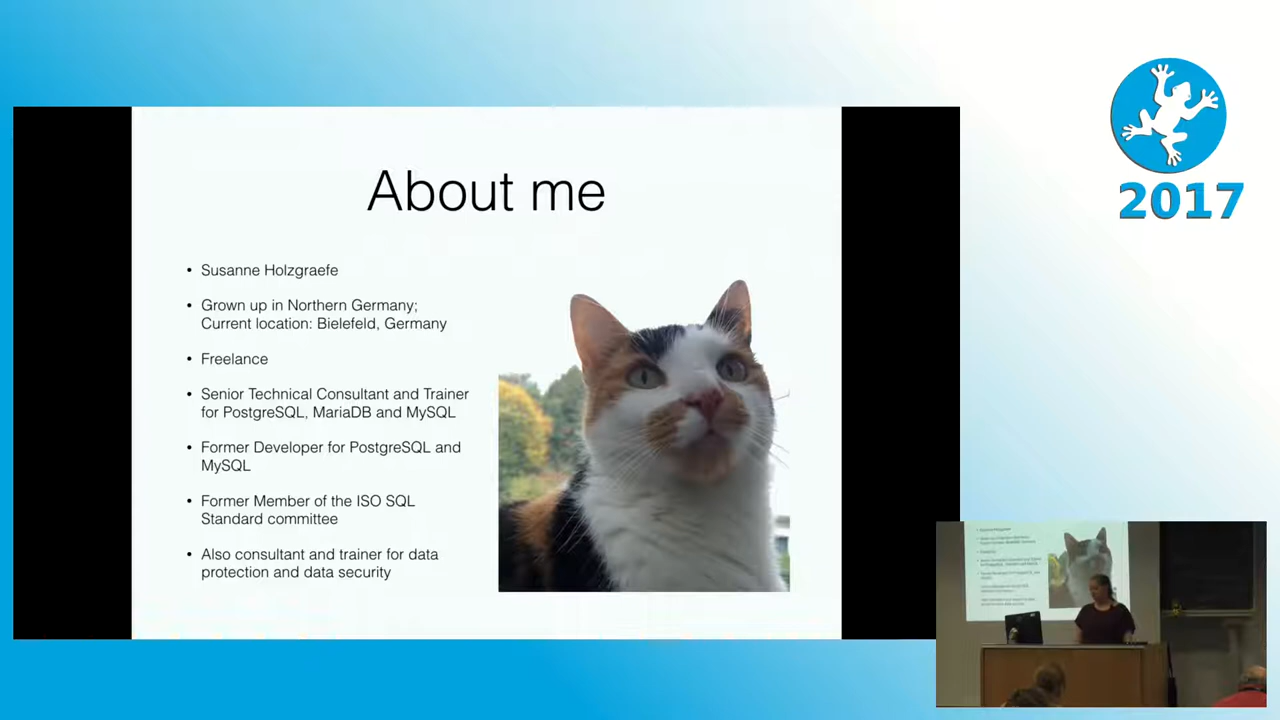 About me
• Susanne Holzgraefe
• Grown up in Northern Germany;
Current location: Bielefeld, Germany
• Freelance
• Senior Technical Consultant and Trainer
for PostgreSQL, MariaDB and MySQL
• Former Developer for PostgreSQL and
MySQL
• Former Member of the ISO SQL
Standard committee
• Also consultant and trainer for data
protection and data security
2017